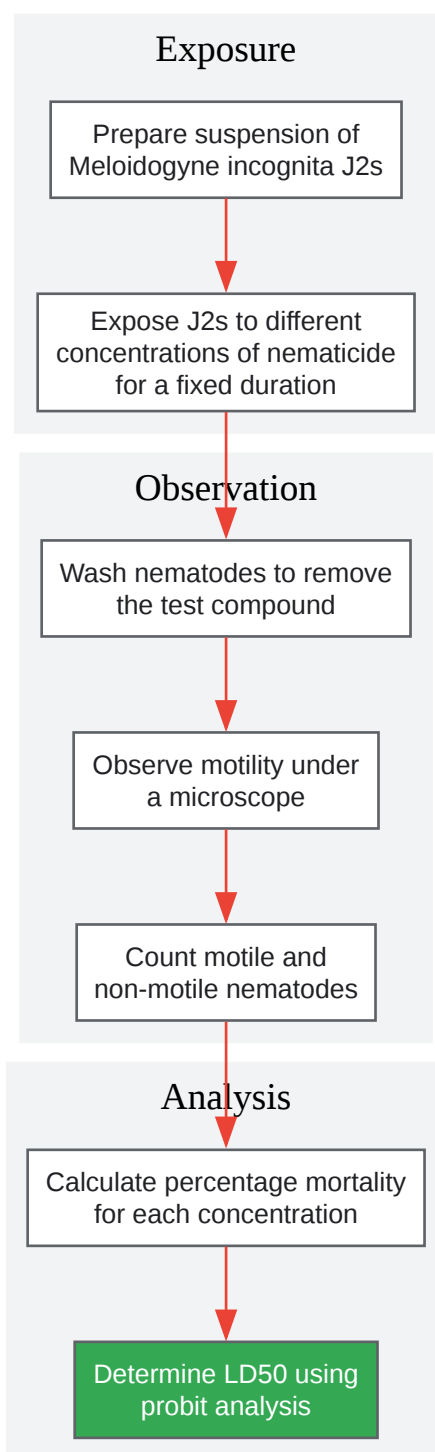 Exposure
Prepare suspension of
Meloidogyne incognita J2s
Expose J2s to different
concentrations of nematicide
for a fixed duration
Observation
Wash nematodes to remove
the test compound
Observe motility under
a microscope
Count motile and
non-motile nematodes
Analysis
Calculate percentage mortality
for each concentration
Determine LD50 using
probit analysis